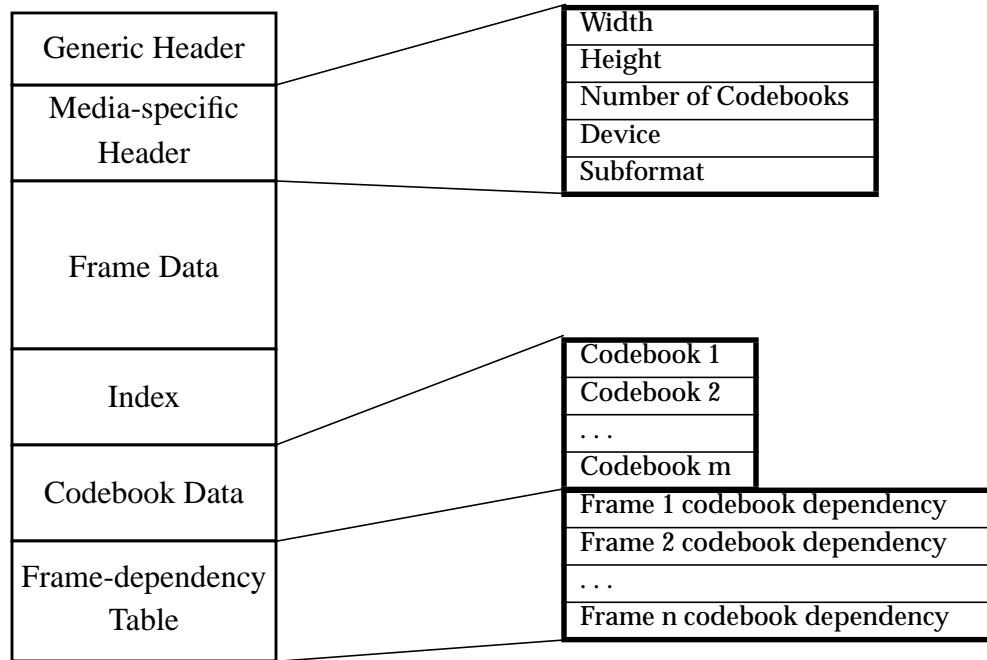 Generic Header
Media-specific
Header
Frame Data
Index
Codebook Data
Frame-dependency
Table
Width
Height
Number of Codebooks
Device
Subformat
Codebook 1
Codebook 2
. . .
Codebook m
Frame 1 codebook dependency
Frame 2 codebook dependency
. . .
Frame n codebook dependency